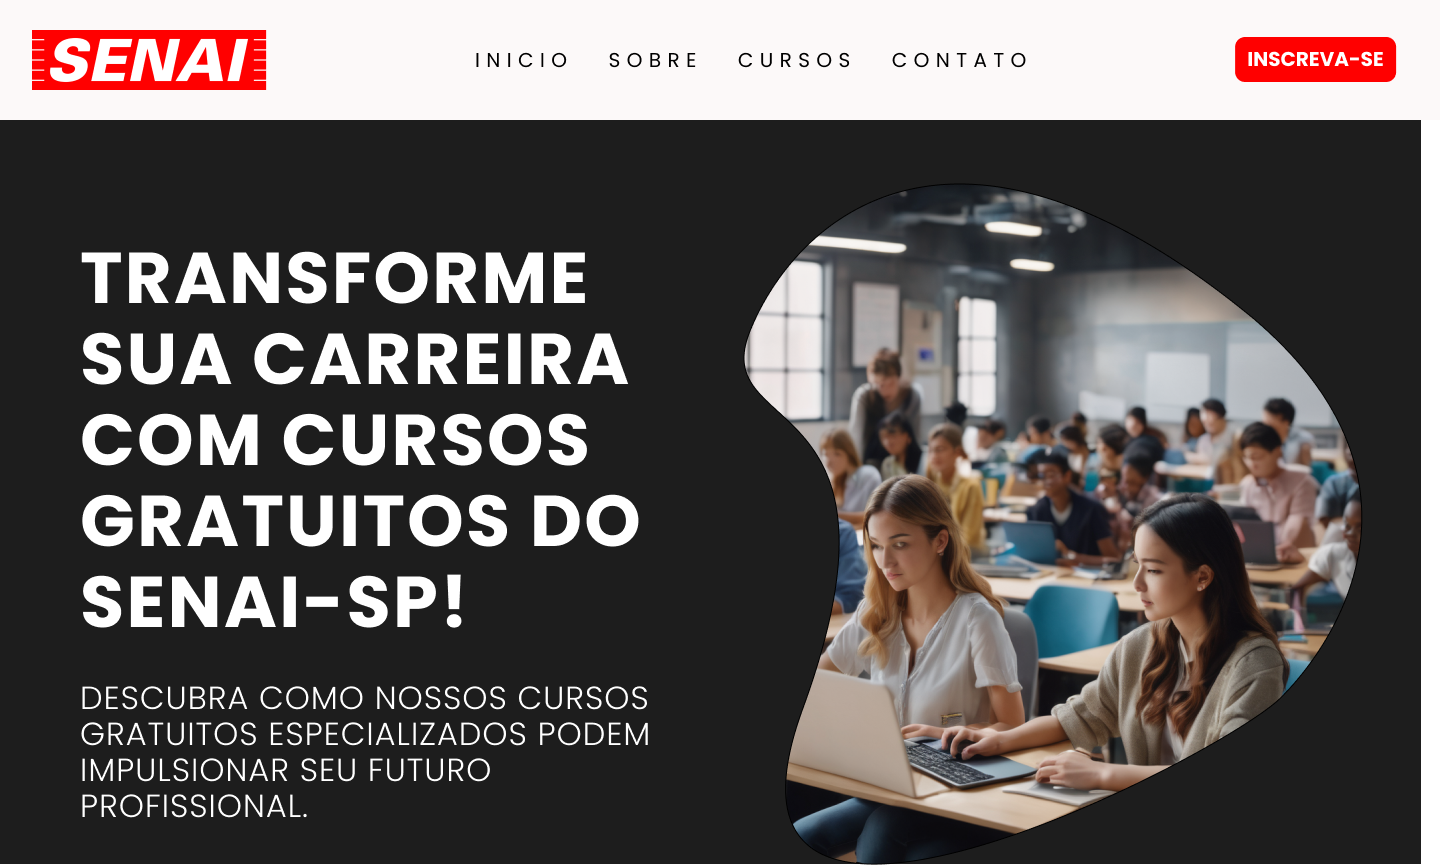 SENAI
INICIO SOBRE CURSOS CONTATO
INSCREVA-SE
TRANSFORME
SUA CARREIRA
COM CURSOS
GRATUITOS DO
SENAI-SP!
DESCUBRA COMO NOSSOS CURSOS
GRATUITOS ESPECIALIZADOS PODEM
IMPULSIONAR SEU FUTURO
PROFISSIONAL.